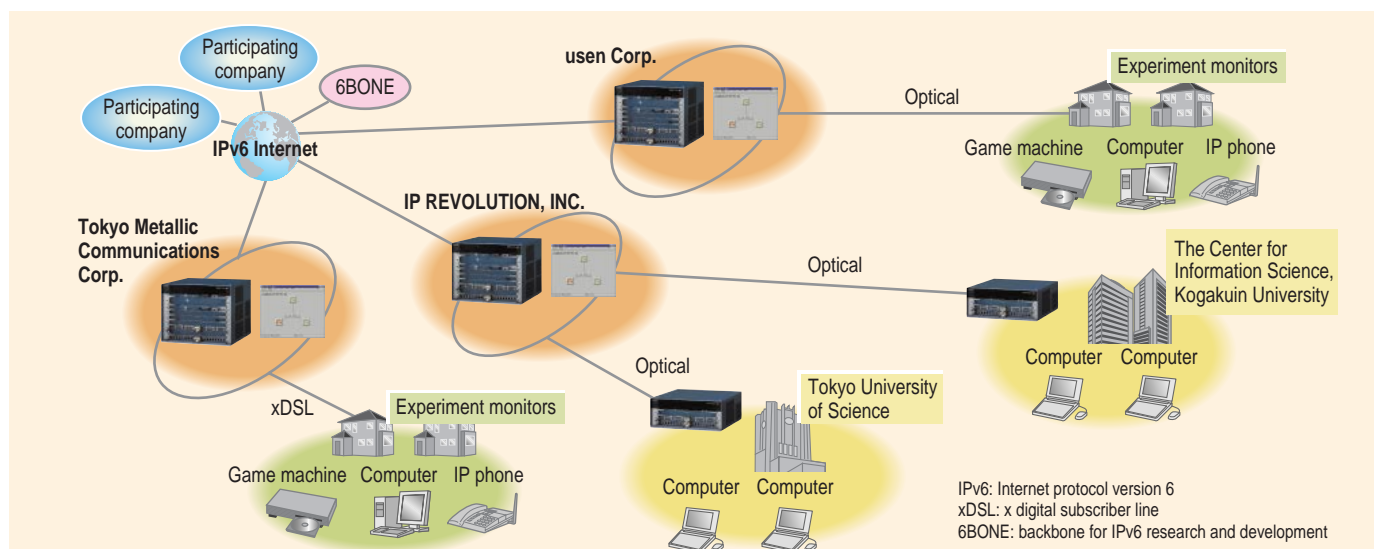 Participating
company
Participating
company
6BONE
IPv6 Internet
usen Corp.
Optical
Experiment monitors
Game machine Computer IP phone
IP REVOLUTION, INC.
Tokyo Metallic
Communications
Corp.
Optical
The Center for
Information Science,
Kogakuin University
Computer Computer
Optical
Tokyo University
of Science
Computer Computer
xDSL
Experiment monitors
Game machine Computer IP phone
IPv6: Internet protocol version 6
xDSL: x digital subscriber line
6BONE: backbone for IPv6 research and development